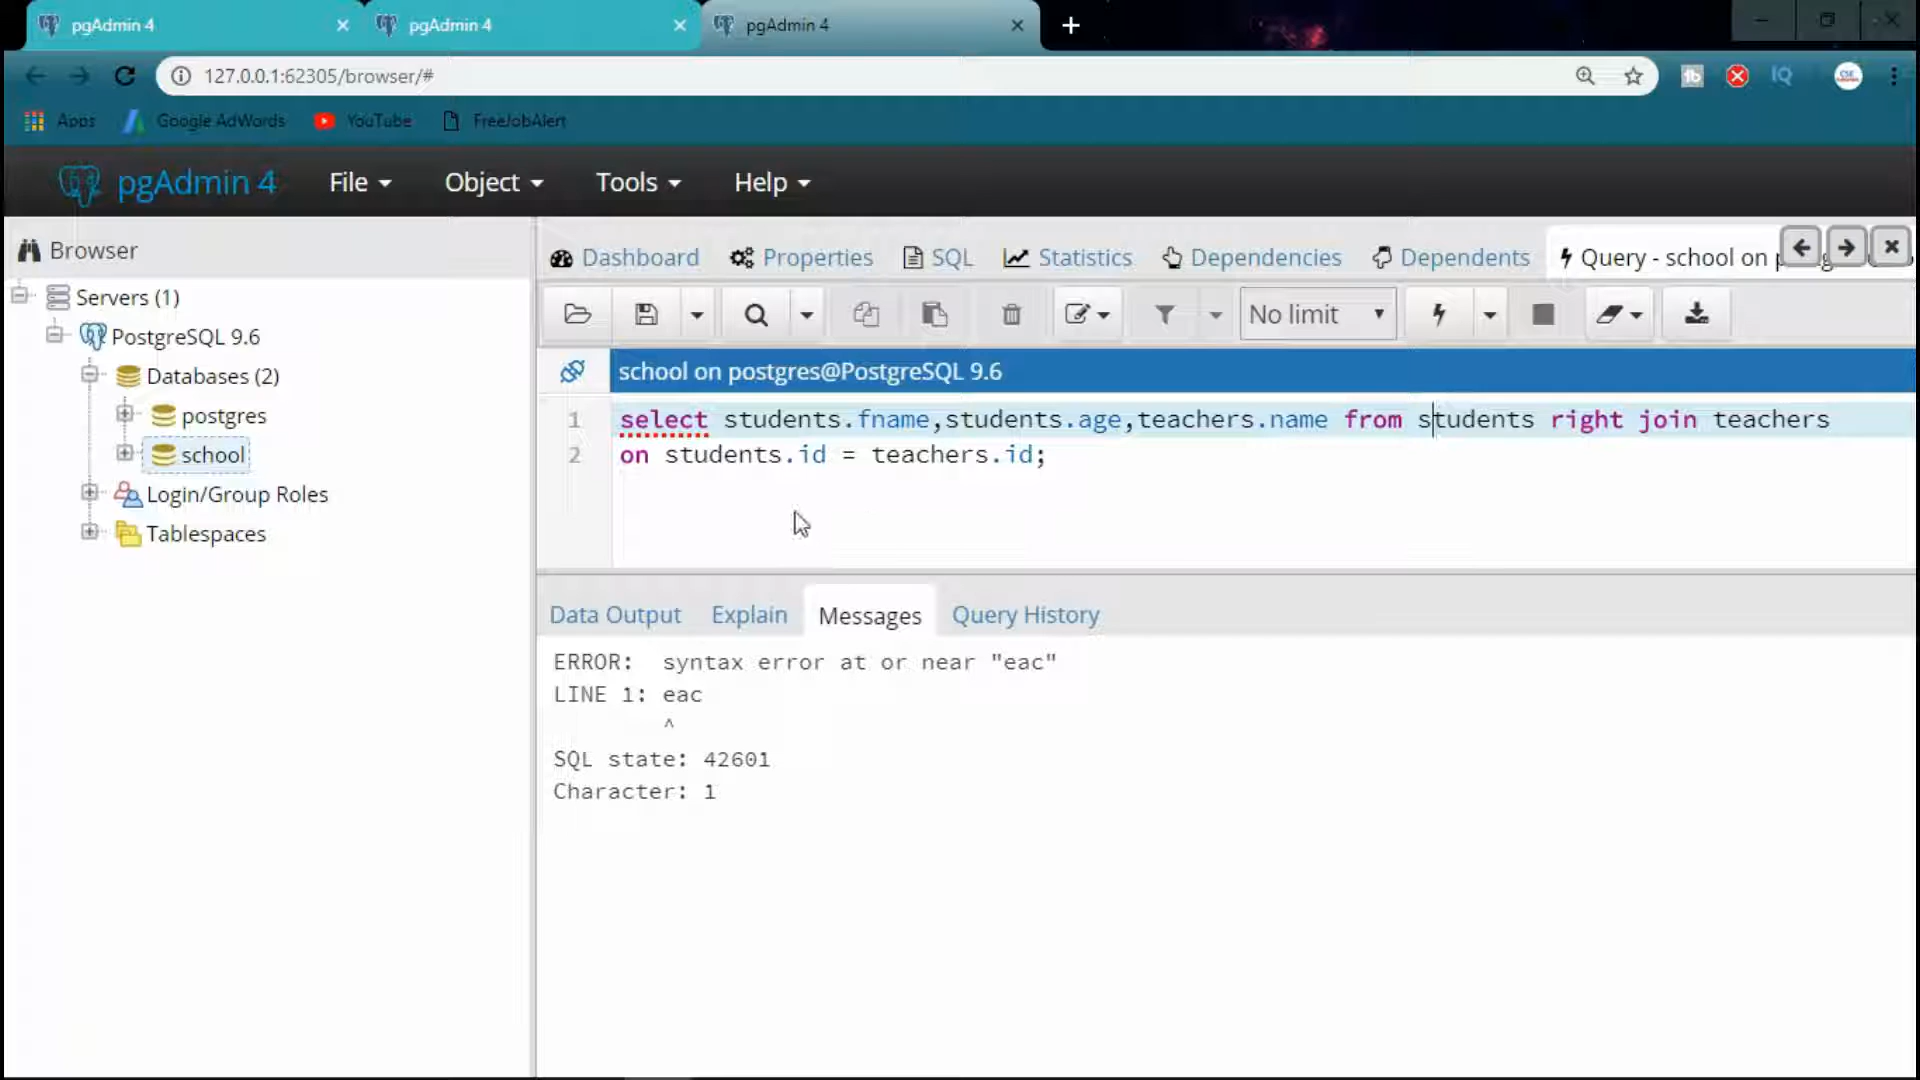 pgAdmin 4
pgAdmin 4
pgAdmin 4
127.0.0.1:62305/browser/#
Apps
Google AdWords
YouTube
FreeJobAlert
pgAdmin 4
File
Object
Tools
Help
Browser
Dashboard
Properties
SQL
Statistics
Dependencies
Dependents
Query - school on
Servers (1)
PostgreSQL 9.6
Databases (2)
postgres
school
Login/Group Roles
Tablespaces
No limit
school on postgres@PostgreSQL 9.6
1 select students.fname,students.age,teachers.name from students right join teachers
2 on students.id = teachers.id;
Data Output
Explain
Messages
Query History
ERROR: syntax error at or near "eac"
LINE 1: eac
^
SQL state: 42601
Character: 1